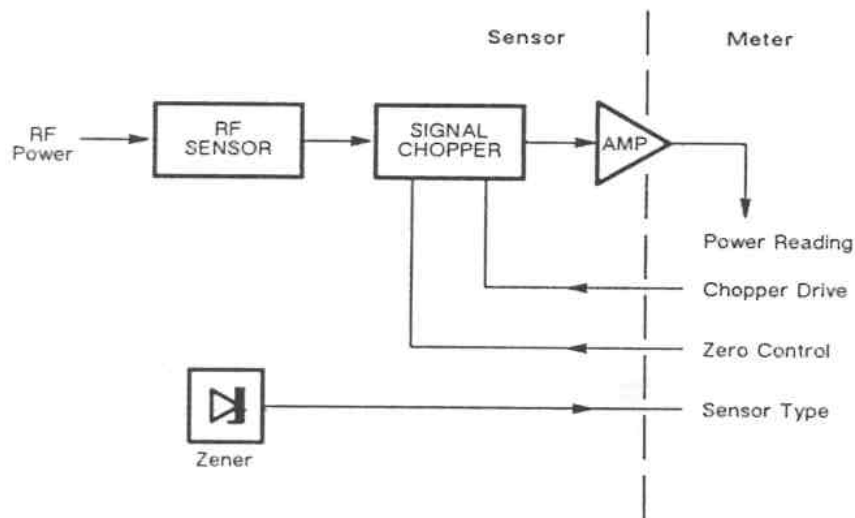 Sensor
Meter
RF
Power
RF
SENSOR
SIGNAL
CHOPPER
AMP
Power Reading
Chopper Drive
Zero Control
Sensor Type
Zener